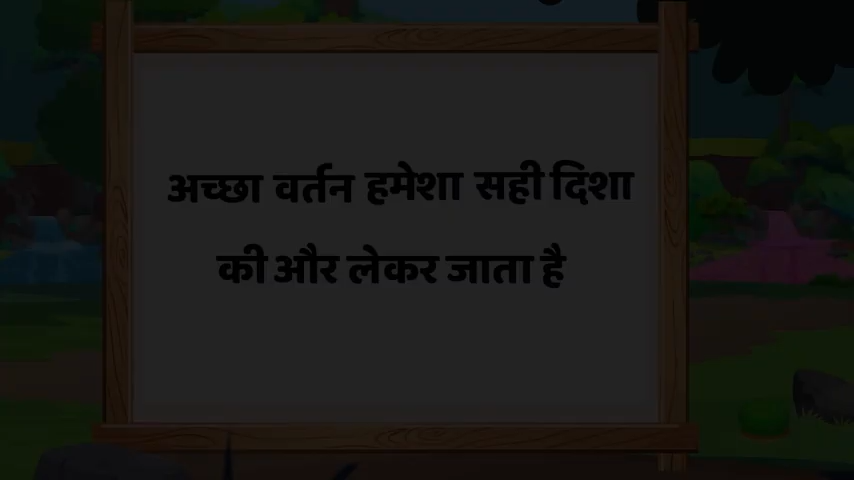 अच्छा वर्तन हमेशा सही दिशा
की और लेकर जाता है